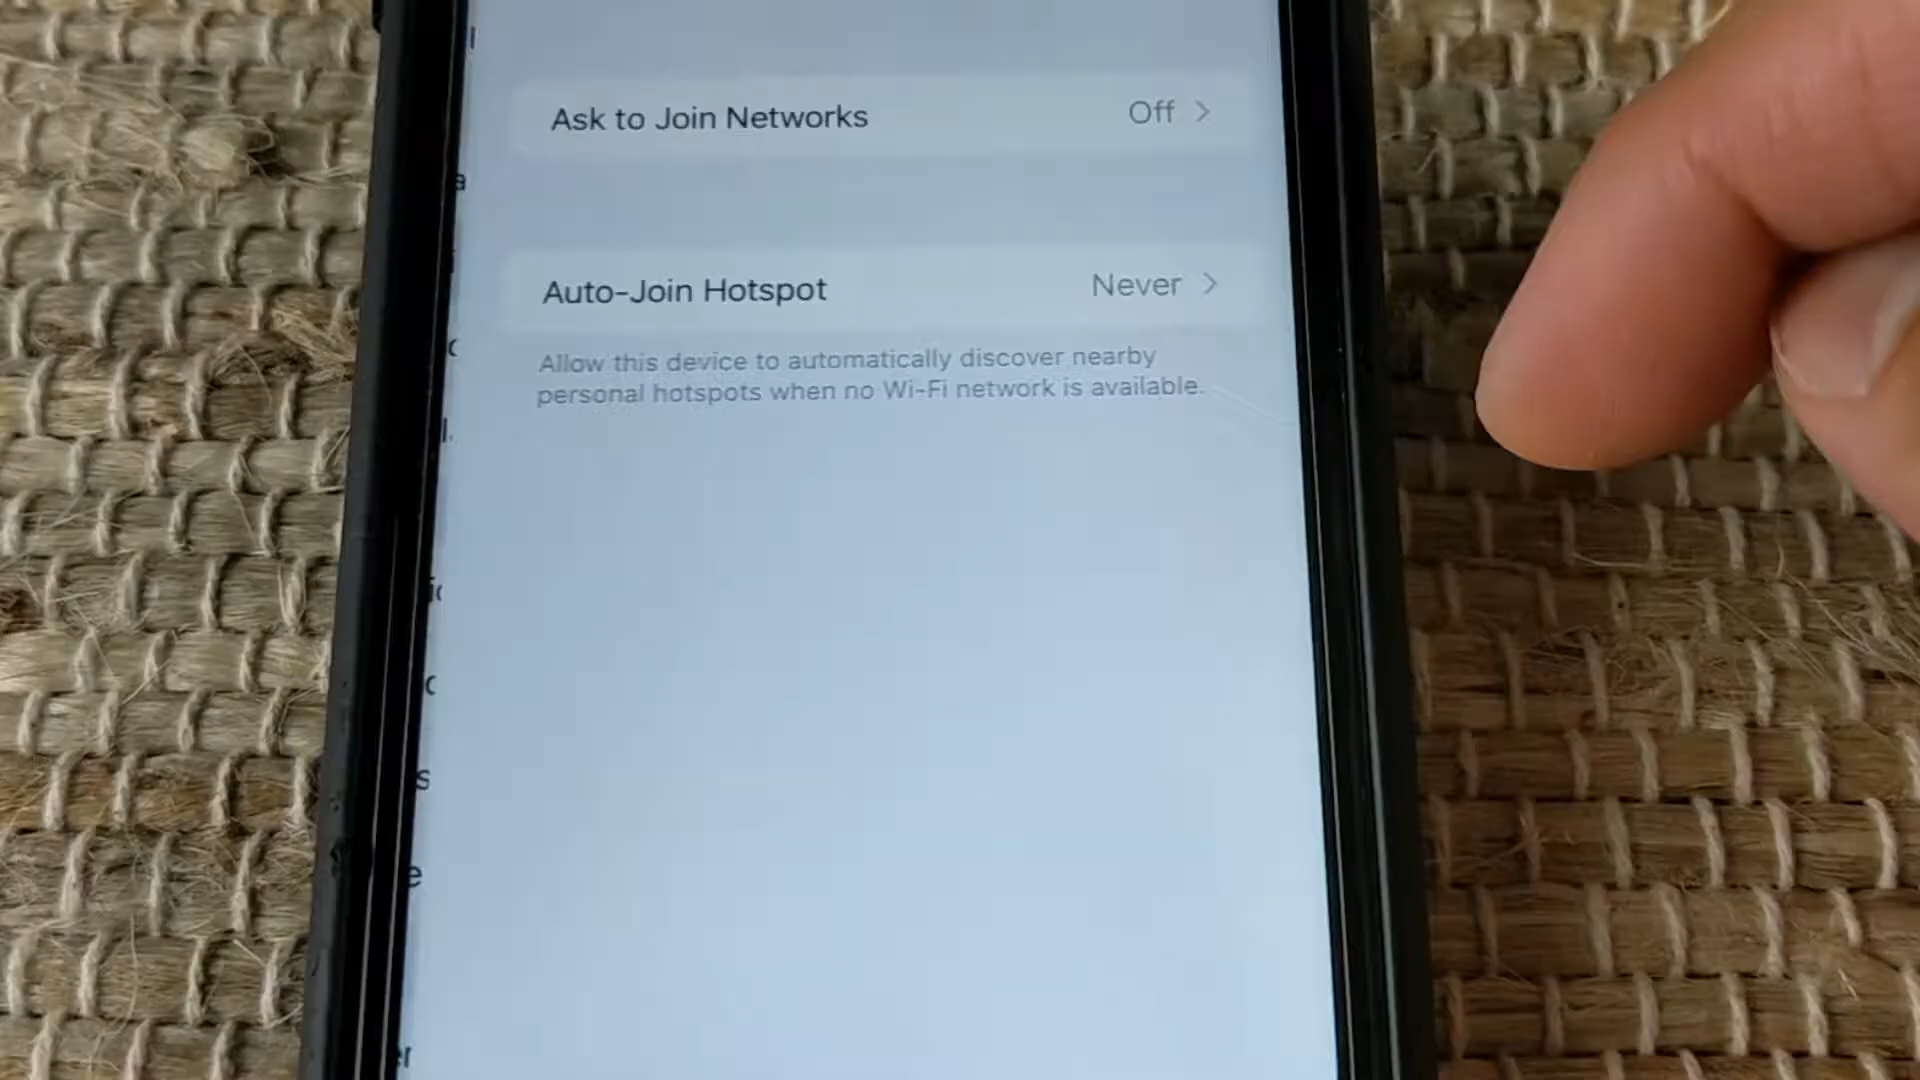 Ask to Join Networks Off
Auto-Join Hotspot Never
Allow this device to automatically discover nearby
personal hotspots when no Wi-Fi network is available.